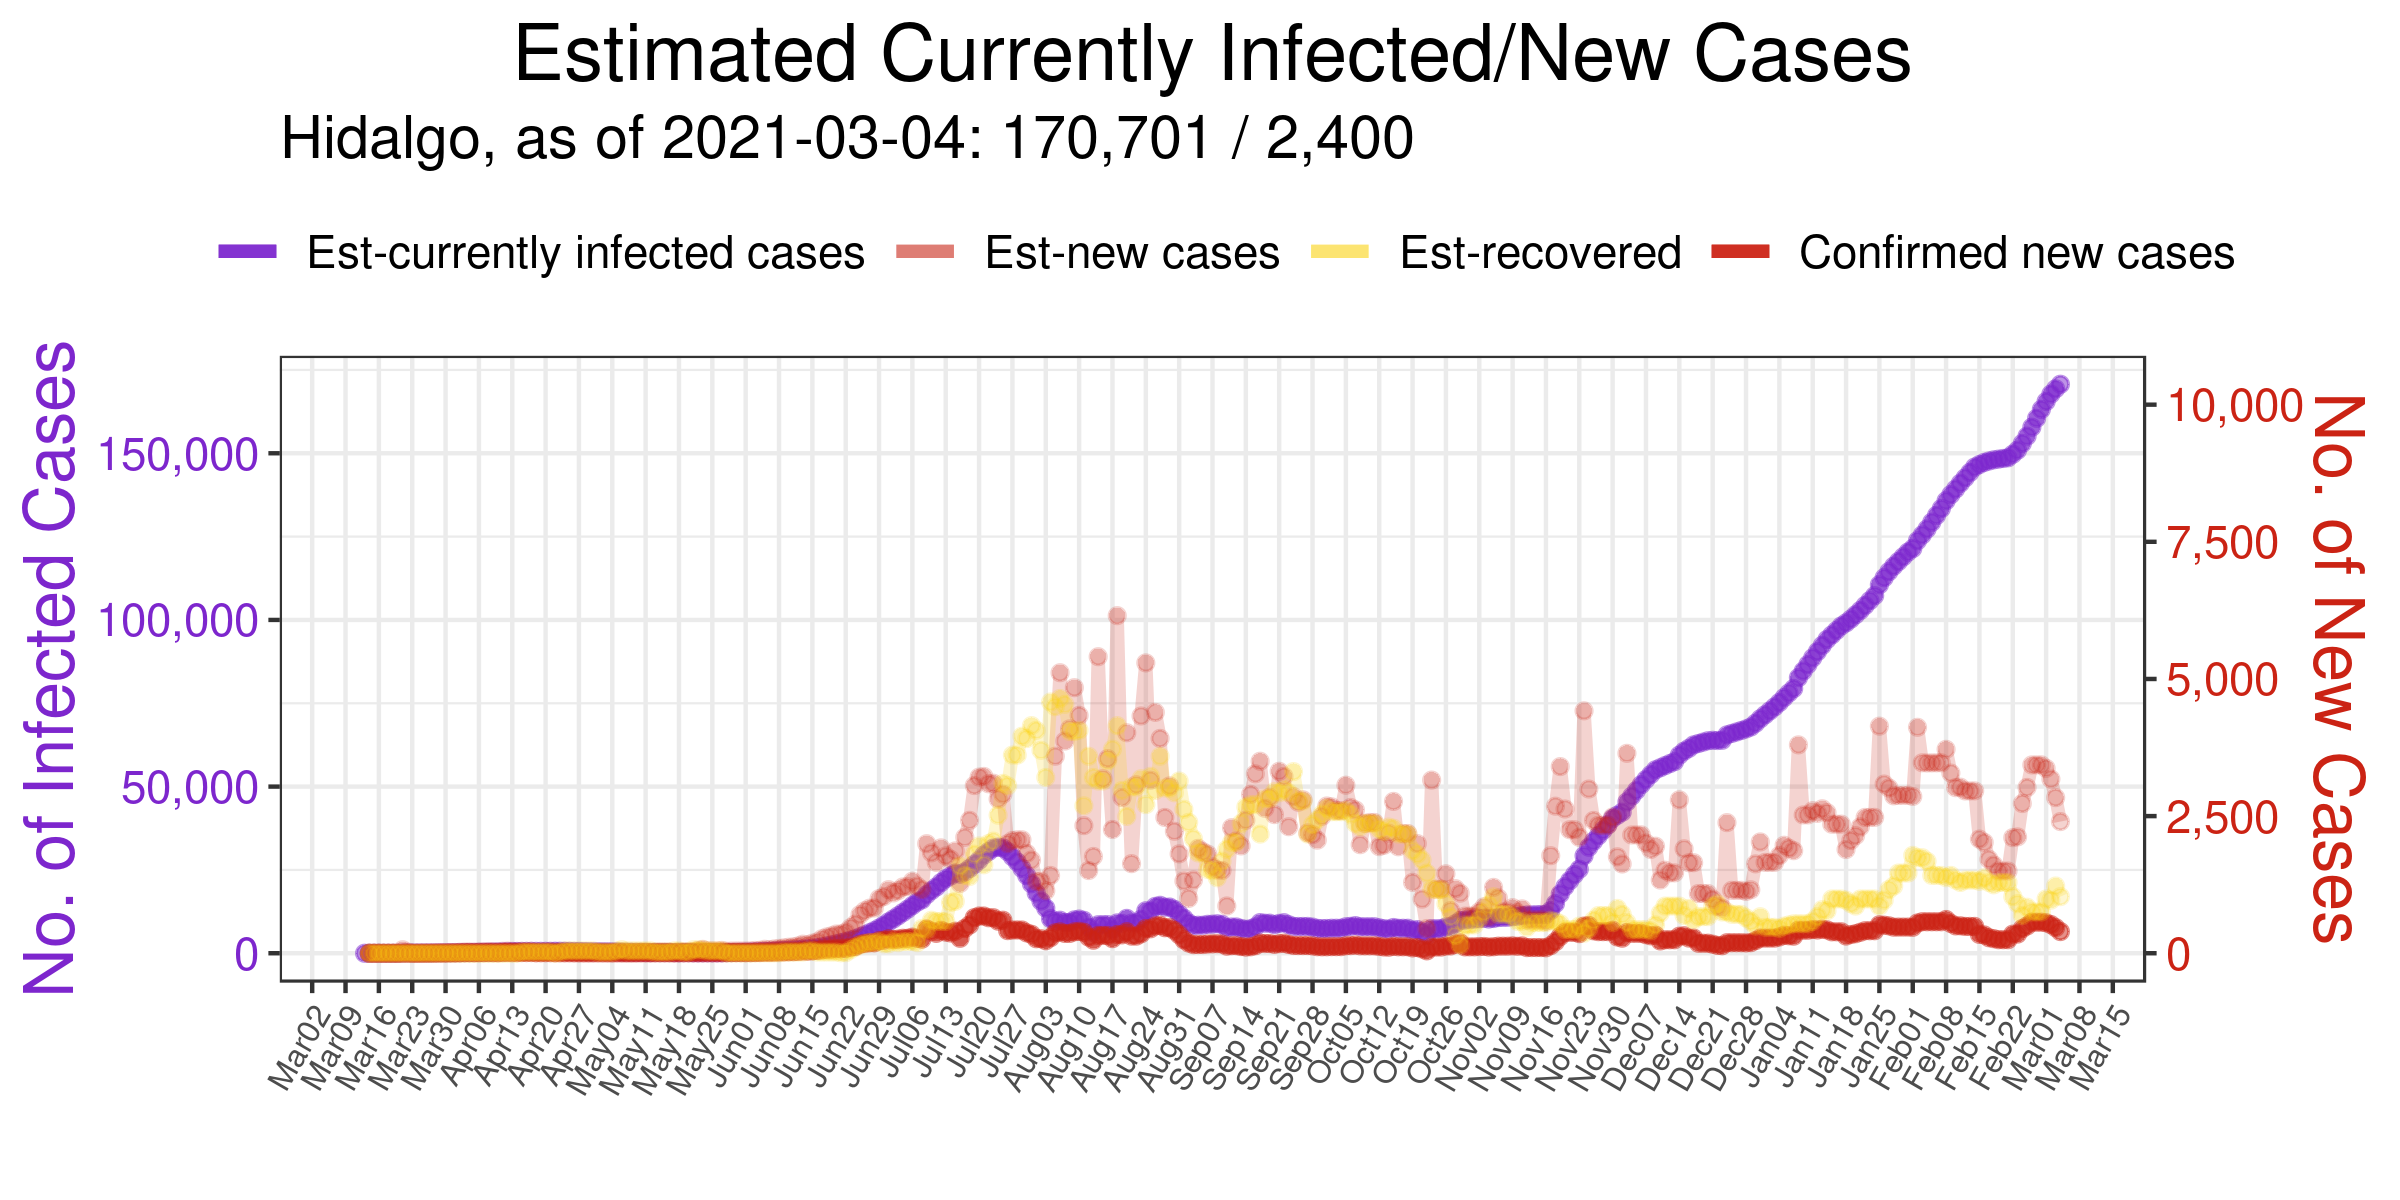 Estimated Currently Infected/New Cases
Hidalgo, as of 2021-03-04: 170,701 / 2,400
Est-currently infected cases
Est-new cases
Est-recovered
Confirmed new cases
No. of Infected Cases
150,000
100,000
50,000
0
10,000
7,500
5,000
2,500
0
No. of New Cases
Mar02
Mar09
Mar16
Mar23
Mar30
Apr06
Apr13
Apr20
Apr27
May04
May11
May18
May25
Jun01
Jun08
Jun15
Jun22
Jun29
Jul06
Jul13
Jul20
Jul27
Aug03
Aug10
Aug17
Aug24
Aug31
Sep07
Sep14
Sep21
Sep28
Oct05
Oct12
Oct19
Oct26
Nov02
Nov09
Nov16
Nov23
Nov30
Dec07
Dec14
Dec21
Dec28
Jan04
Jan11
Jan18
Jan25
Feb01
Feb08
Feb15
Feb22
Mar01
Mar08
Mar15